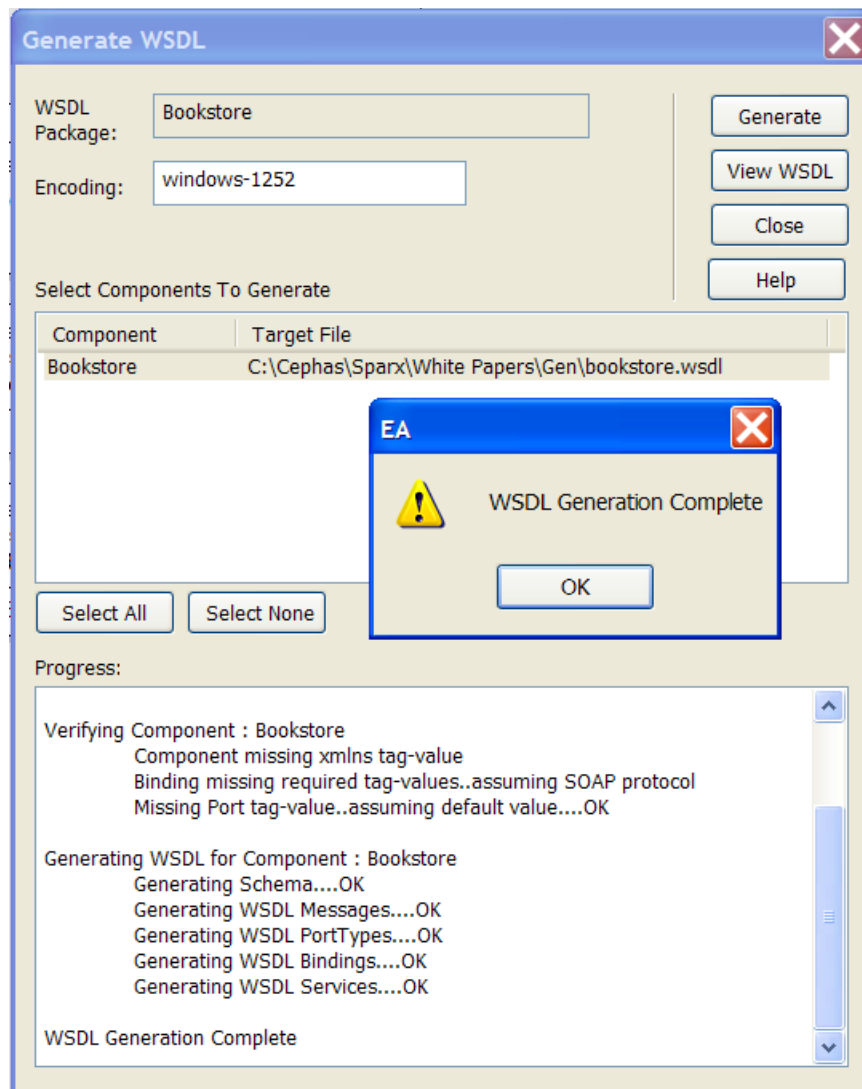 Generate WSDL
WSDL
Package:
Bookstore
Generate
Encoding:
windows-1252
View WSDL
Close
Help
Select Components To Generate
Component Target File
Bookstore C:\Cephas\Sparx\White Papers\Gen\bookstore.wsdl
EA
WSDL Generation Complete
OK
Select All Select None
Progress:
Verifying Component : Bookstore
Component missing xmlns tag-value
Binding missing required tag-values..assuming SOAP protocol
Missing Port tag-value..assuming default value....OK
Generating WSDL for Component : Bookstore
Generating Schema....OK
Generating WSDL Messages....OK
Generating WSDL PortTypes....OK
Generating WSDL Bindings....OK
Generating WSDL Services....OK
WSDL Generation Complete